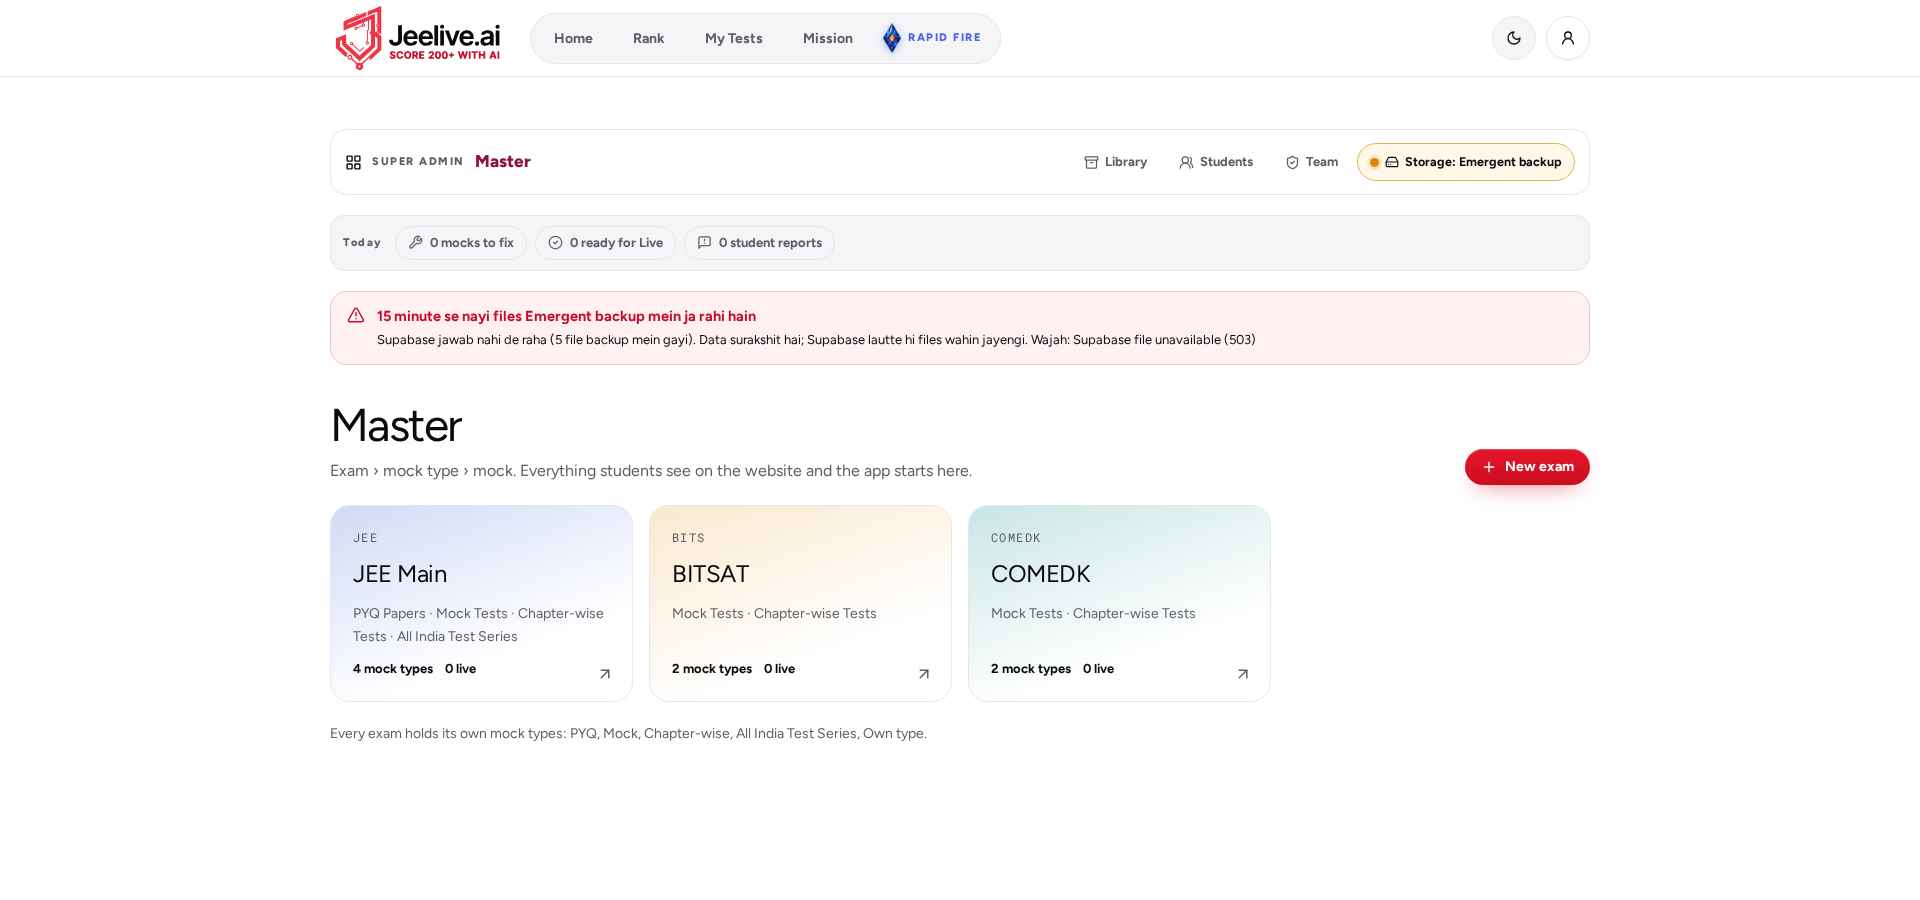 Jeelive.ai
SCORE 200+ WITH AI
Home
Rank
My Tests
Mission
RAPID FIRE
SUPER ADMIN
Master
Library
Students
Team
Storage: Emergent backup
Today
0 mocks to fix
0 ready for Live
0 student reports
15 minute se nayi files Emergent backup mein ja rahi hain
Supabase jawab nahi de raha (5 file backup mein gayi). Data surakshit hai; Supabase lautte hi files wahin jayengi. Wajah: Supabase file unavailable (503)
Master
Exam › mock type › mock. Everything students see on the website and the app starts here.
New exam
JEE
JEE Main
PYQ Papers · Mock Tests · Chapter-wise
Tests · All India Test Series
4 mock types 0 live
BITS
BITSAT
Mock Tests · Chapter-wise Tests
2 mock types 0 live
COMEDK
COMEDK
Mock Tests · Chapter-wise Tests
2 mock types 0 live
Every exam holds its own mock types: PYQ, Mock, Chapter-wise, All India Test Series, Own type.